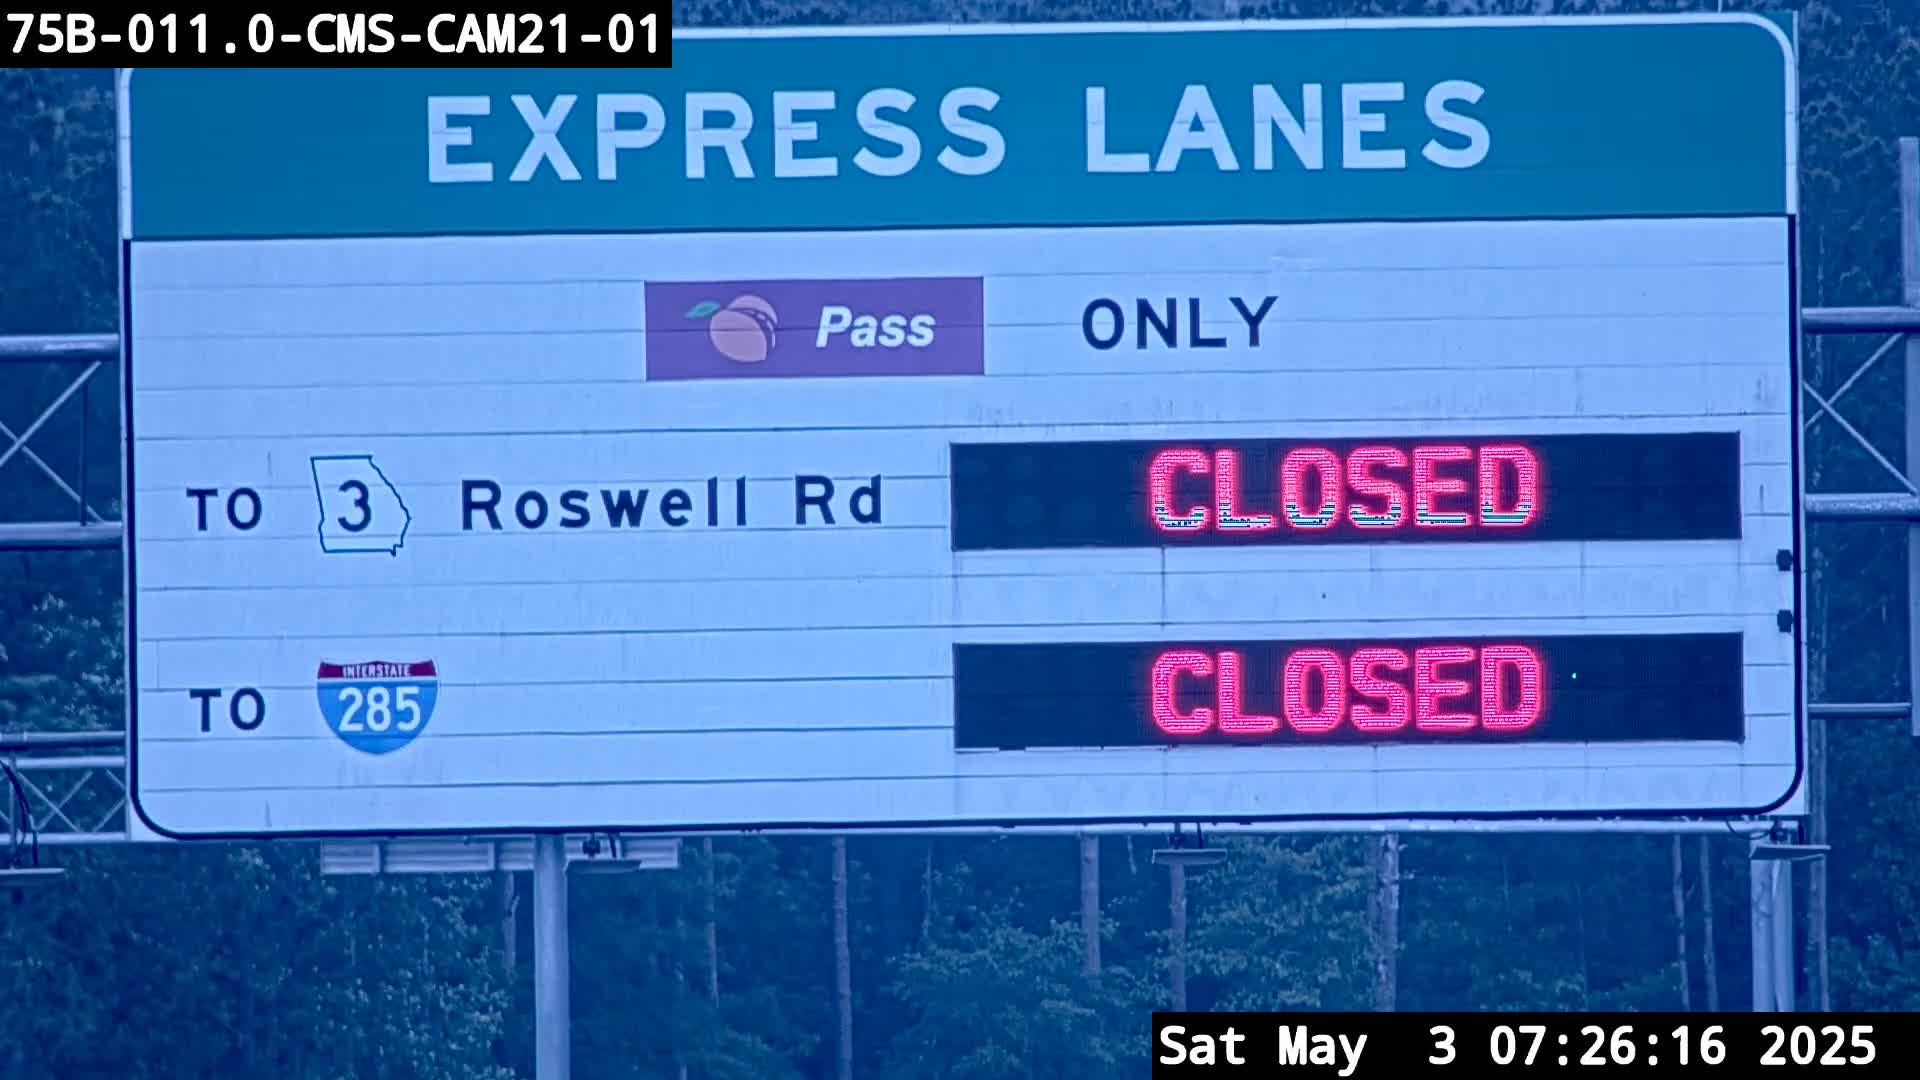 75B-011.0-CMS-CAM21-01
EXPRESS LANES
Pass ONLY
TO 3 Roswell Rd CLOSED
INTERSTATE
TO 285 CLOSED
Sat May 3 07:26:16 2025